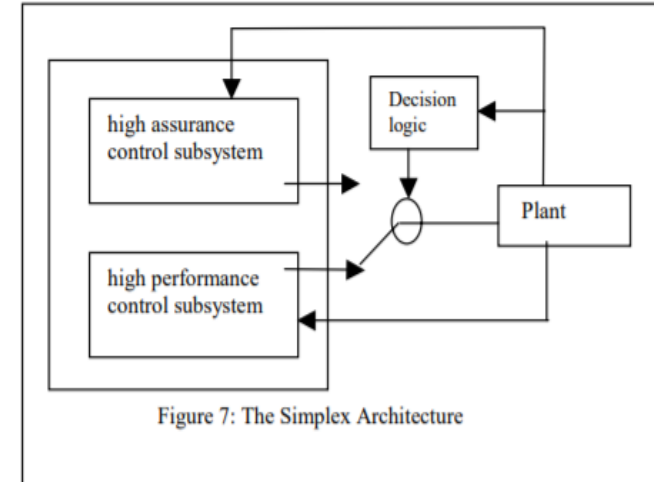 high assurance
control subsystem
Decision
logic
Plant
high performance
control subsystem
Figure 7: The Simplex Architecture